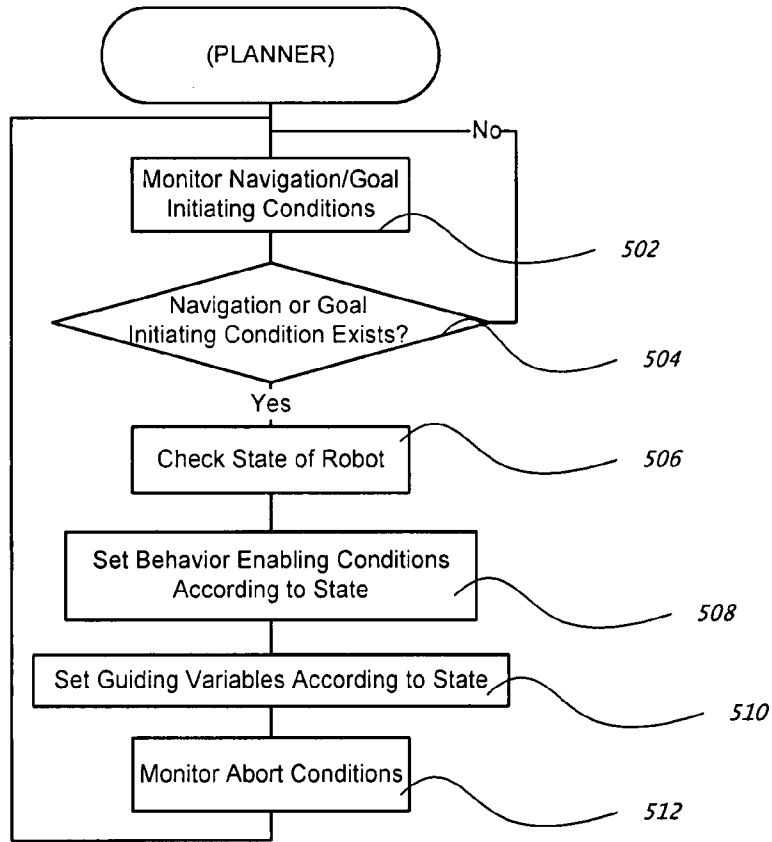 (PLANNER)
No
Monitor Navigation/Goal
Initiating Conditions
502
Navigation or Goal
Initiating Condition Exists?
504
Yes
Check State of Robot
506
Set Behavior Enabling Conditions
According to State
508
Set Guiding Variables According to State
510
Monitor Abort Conditions
512